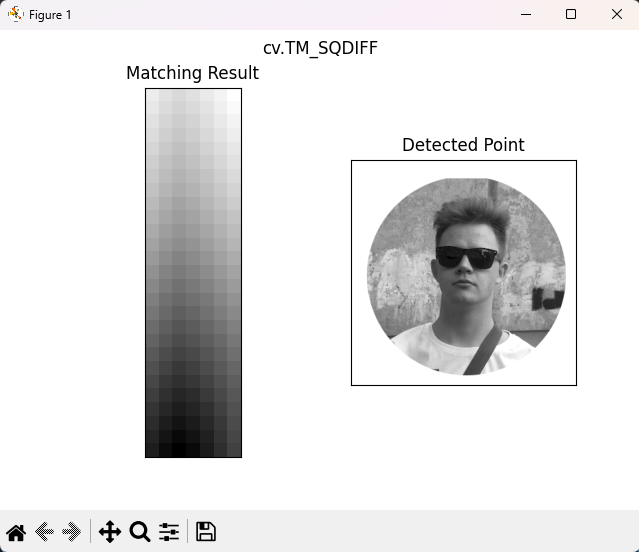 Figure 1
cv.TM_SQDIFF
Matching Result
Detected Point